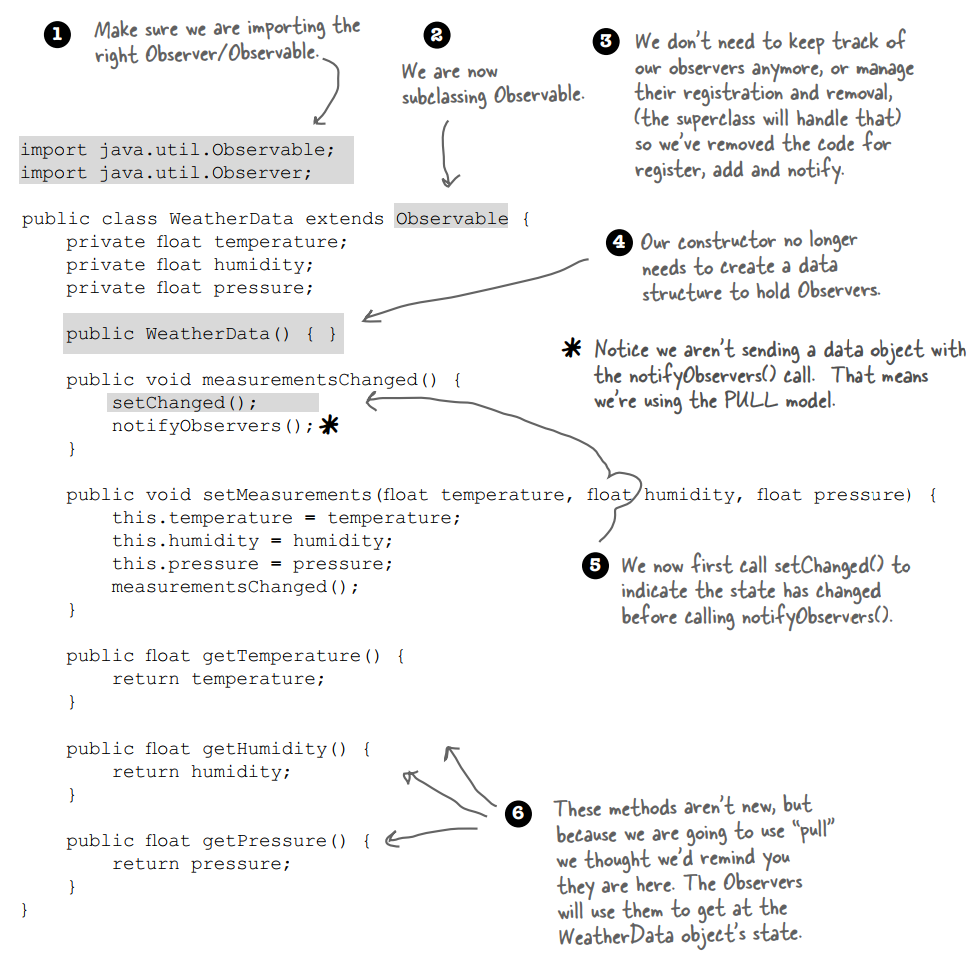 1 Make sure we are importing the
right Observer/Observable.
2
We are now
subclassing Observable.
3 We don't need to keep track of
our observers anymore, or manage
their registration and removal,
(the superclass will handle that)
so we've removed the code for
register, add and notify.
import java.util.Observable;
import java.util.Observer;
public class WeatherData extends Observable {
private float temperature;
private float humidity;
private float pressure;
4 Our constructor no longer
needs to create a data
structure to hold Observers.
public WeatherData() { }
* Notice we aren't sending a data object with
the notifyObservers() call. That means
we're using the PULL model.
public void measurementsChanged() {
setChanged();
notifyObservers(); *
}
public void setMeasurements(float temperature, float humidity, float pressure) {
this.temperature = temperature;
this.humidity = humidity;
this.pressure = pressure;
measurementsChanged();
}
5 We now first call setChanged() to
indicate the state has changed
before calling notifyObservers().
public float getTemperature() {
return temperature;
}
public float getHumidity() {
return humidity;
}
public float getPressure() {
return pressure;
}
}
6 These methods aren't new, but
because we are going to use “pull”
we thought we'd remind you
they are here. The Observers
will use them to get at the
WeatherData object's state.